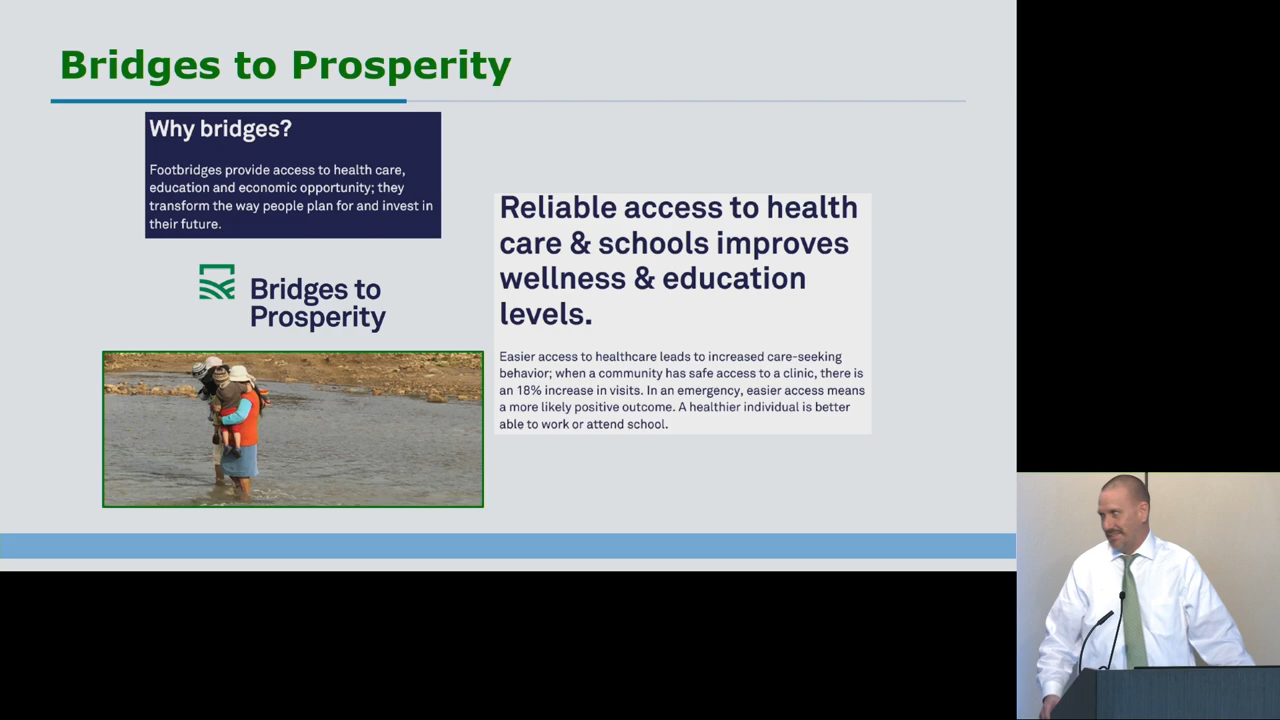 Bridges to Prosperity
Why bridges?
Footbridges provide access to health care,
education and economic opportunity; they
transform the way people plan for and invest in
their future.
Bridges to
Prosperity
Reliable access to health
care & schools improves
wellness & education
levels.
Easier access to healthcare leads to increased care-seeking
behavior; when a community has safe access to a clinic, there is
an 18% increase in visits. In an emergency, easier access means
a more likely positive outcome. A healthier individual is better
able to work or attend school.